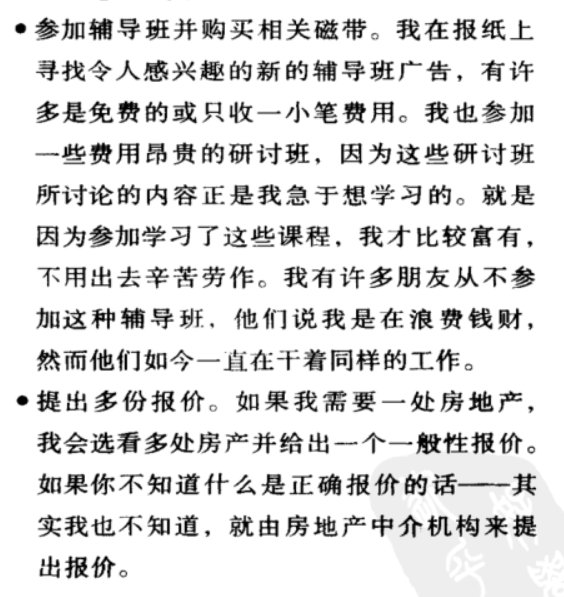 •参加辅导班并购买相关磁带。我在报纸上
寻找令人感兴趣的新的辅导班广告，有许
多是免费的或只收一小笔费用。我也参加
一些费用昂贵的研讨班，因为这些研讨班
所讨论的内容正是我急于想学习的。就是
因为参加学习了这些课程，我才比较富有，
不用出去辛苦劳作。我有许多朋友从不参
加这种辅导班，他们说我是在浪费钱财，
然而他们如今一直在干着同样的工作。
•提出多份报价。如果我需要一处房地产，
我会选看多处房产并给出一个一般性报价。
如果你不知道什么是正确报价的话——其
实我也不知道，就由房地产中介机构来提
出报价。